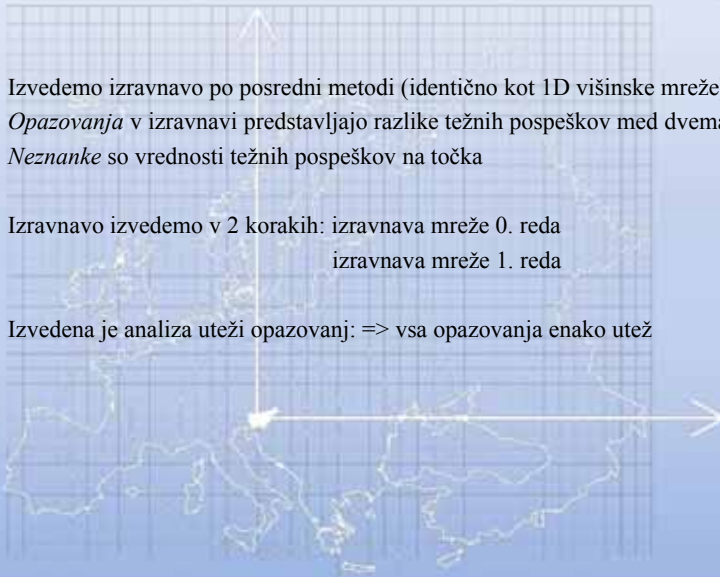 Izvedemo izravnavo po posredni metodi (identično kot 1D višinske mreže
Opazovanja v izravnavi predstavljajo razlike težnih pospeškov med dvema
Neznanke so vrednosti težnih pospeškov na točka
Izravnavo izvedemo v 2 korakih: izravnava mreže 0. reda
izravnava mreže 1. reda
Izvedena je analiza uteži opazovanj: => vsa opazovanja enako utež